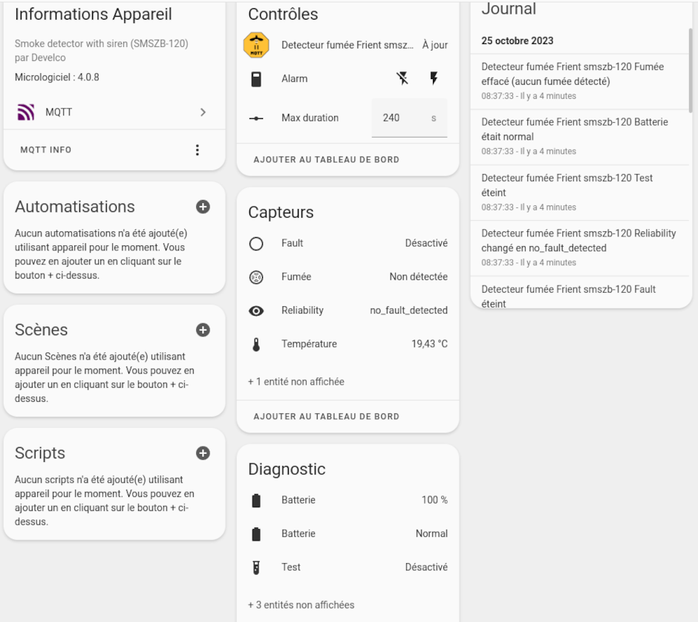 Informations Appareil
Smoke detector with siren (SMSZB-120)
par Develco
Micrologiciel : 4.0.8
MQTT
MQTT INFO
Automatisations
Aucun automatisations n'a été ajouté(e)
utilisant appareil pour le moment. Vous
pouvez en ajouter un en cliquant sur le
bouton + ci-dessus.
Scènes
Aucun Scènes n'a été ajouté(e) utilisant
appareil pour le moment. Vous pouvez en
ajouter un en cliquant sur le bouton + ci-
dessus.
Scripts
Aucun scripts n'a été ajouté(e) utilisant
appareil pour le moment. Vous pouvez en
ajouter un en cliquant sur le bouton + ci-
dessus.
Contrôles
MQTT
Detecteur fumée Frient smsz... À jour
Alarm
Max duration 240 s
AJOUTER AU TABLEAU DE BORD
Capteurs
Fault Désactivé
Fumée Non détectée
Reliability no_fault_detected
Température 19,43 °C
+ 1 entité non affichée
AJOUTER AU TABLEAU DE BORD
Diagnostic
Batterie 100 %
Batterie Normal
Test Désactivé
+ 3 entités non affichées
Journal
25 octobre 2023
Detecteur fumée Frient smszb-120 Fumée
effacé (aucun fumée détecté)
08:37:33 - Il y a 4 minutes
Detecteur fumée Frient smszb-120 Batterie
était normal
08:37:33 - Il y a 4 minutes
Detecteur fumée Frient smszb-120 Test
éteint
08:37:33 - Il y a 4 minutes
Detecteur fumée Frient smszb-120 Reliability
changé en no_fault_detected
08:37:33 - Il y a 4 minutes
Detecteur fumée Frient smszb-120 Fault
éteint